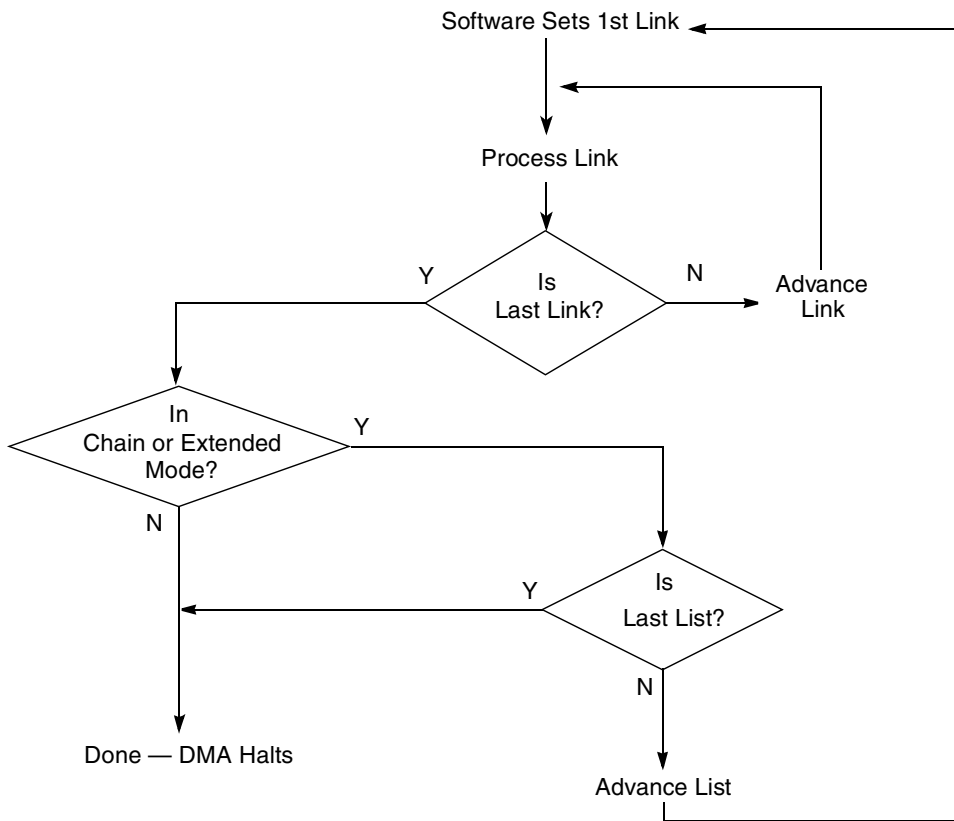 Software Sets 1st Link
Process Link
Y
Is
Last Link?
N
Advance
Link
In
Chain or Extended
Mode?
Y
N
Y
Is
Last List?
N
Done — DMA Halts
Advance List